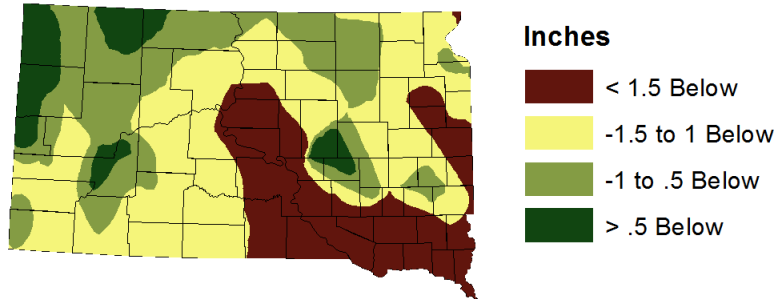 Inches
< 1.5 Below
-1.5 to 1 Below
-1 to .5 Below
> .5 Below